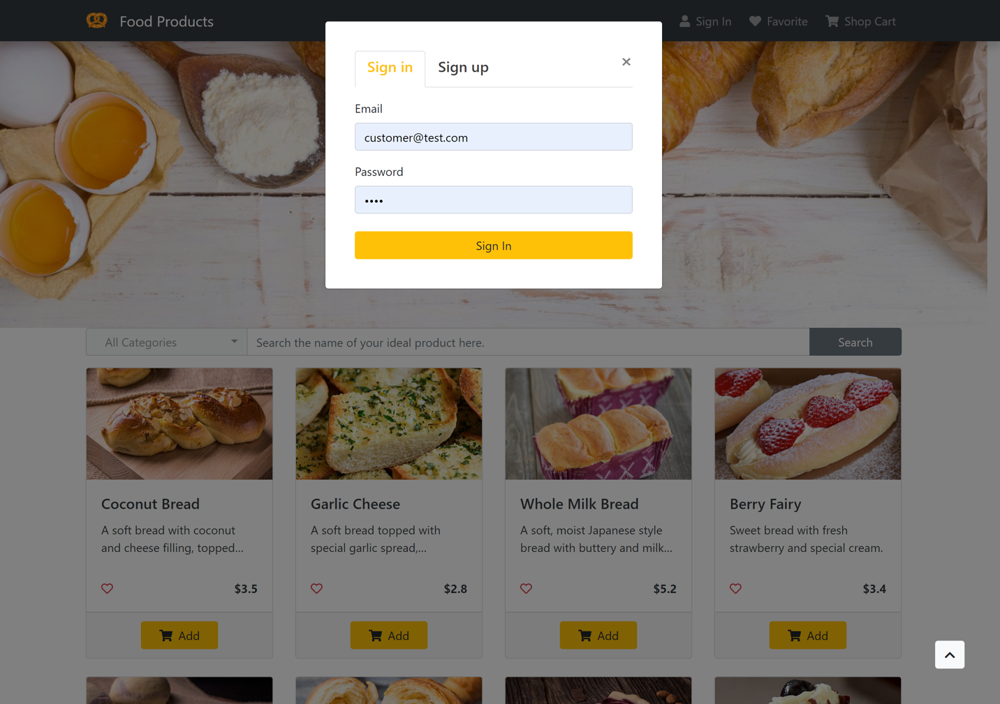 Food Products
Sign In
Favorite
Shop Cart
Sign in
Sign up
×
Email
customer@test.com
Password
••••
Sign In
All Categories
Search the name of your ideal product here.
Search
Coconut Bread
A soft bread with coconut
and cheese filling, topped...
$3.5
Add
Garlic Cheese
A soft bread topped with
special garlic spread,...
$2.8
Add
Whole Milk Bread
A soft, moist Japanese style
bread with buttery and milk...
$5.2
Add
Berry Fairy
Sweet bread with fresh
strawberry and special cream.
$3.4
Add